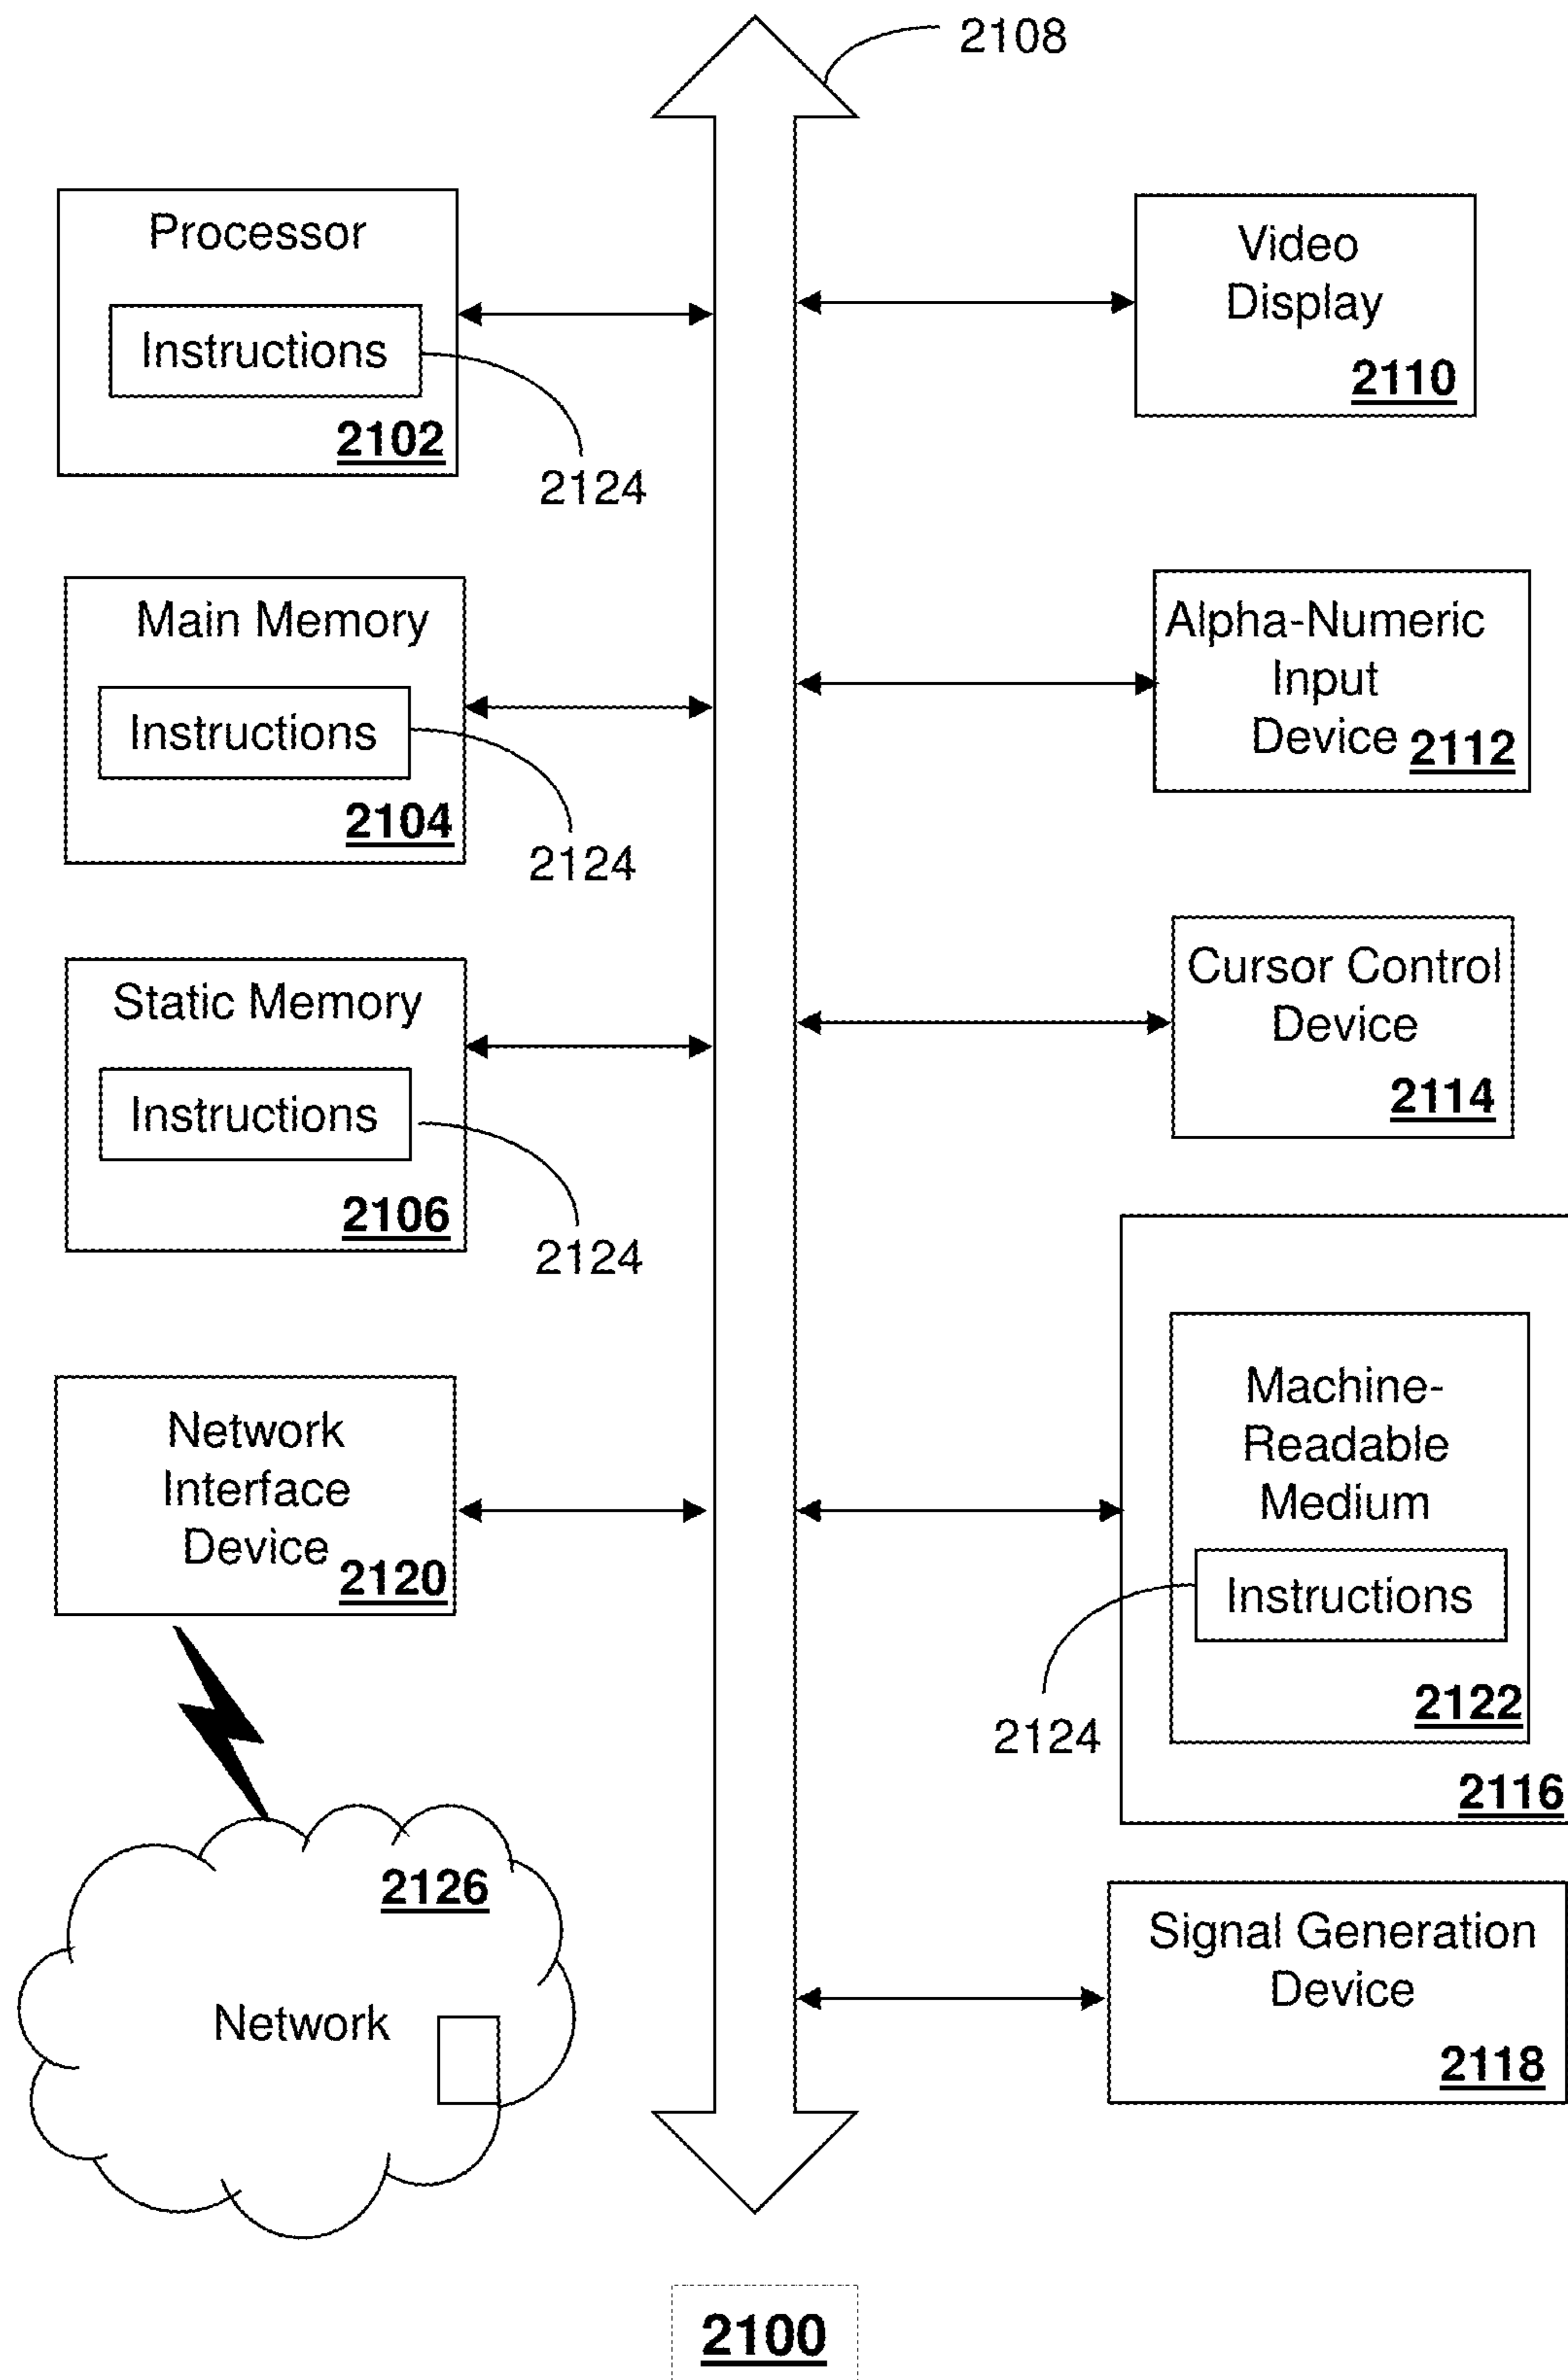 2108
Processor
Instructions
2102
2124
Main Memory
Instructions
2104
2124
Static Memory
Instructions
2106
2124
Network
Interface
Device
2120
2126
Network
Video
Display
2110
Alpha-Numeric
Input
Device
2112
Cursor Control
Device
2114
Machine-
Readable
Medium
Instructions
2122
2124
2116
Signal Generation
Device
2118
2100